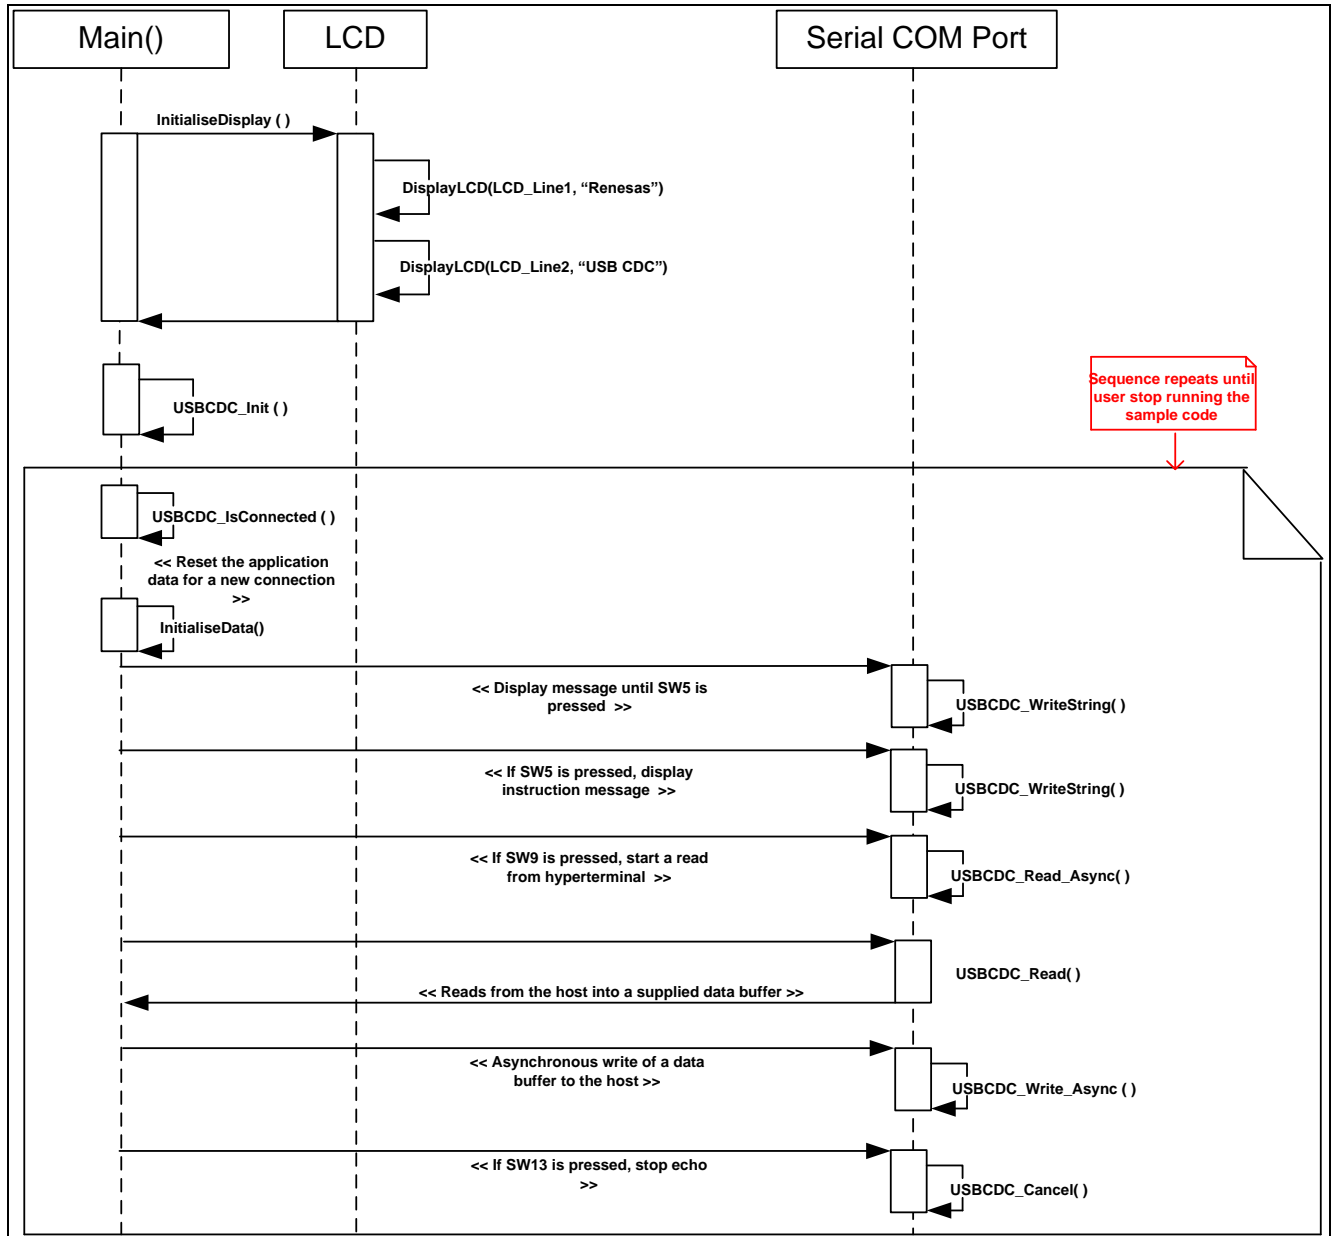 Main()
LCD
Serial COM Port
InitialiseDisplay ( )
DisplayLCD(LCD_Line1, “Renesas”)
DisplayLCD(LCD_Line2, “USB CDC”)
Sequence repeats until
user stop running the
sample code
USBCDC_Init ( )
USBCDC_IsConnected ( )
<< Reset the application
data for a new connection
>>
InitialiseData()
<< Display message until SW5 is
pressed >>
USBCDC_WriteString( )
<< If SW5 is pressed, display
instruction message >>
USBCDC_WriteString( )
<< If SW9 is pressed, start a read
from hyperterminal >>
USBCDC_Read_Async( )
USBCDC_Read( )
<< Reads from the host into a supplied data buffer >>
<< Asynchronous write of a data
buffer to the host >>
USBCDC_Write_Async ( )
<< If SW13 is pressed, stop echo
>>
USBCDC_Cancel( )